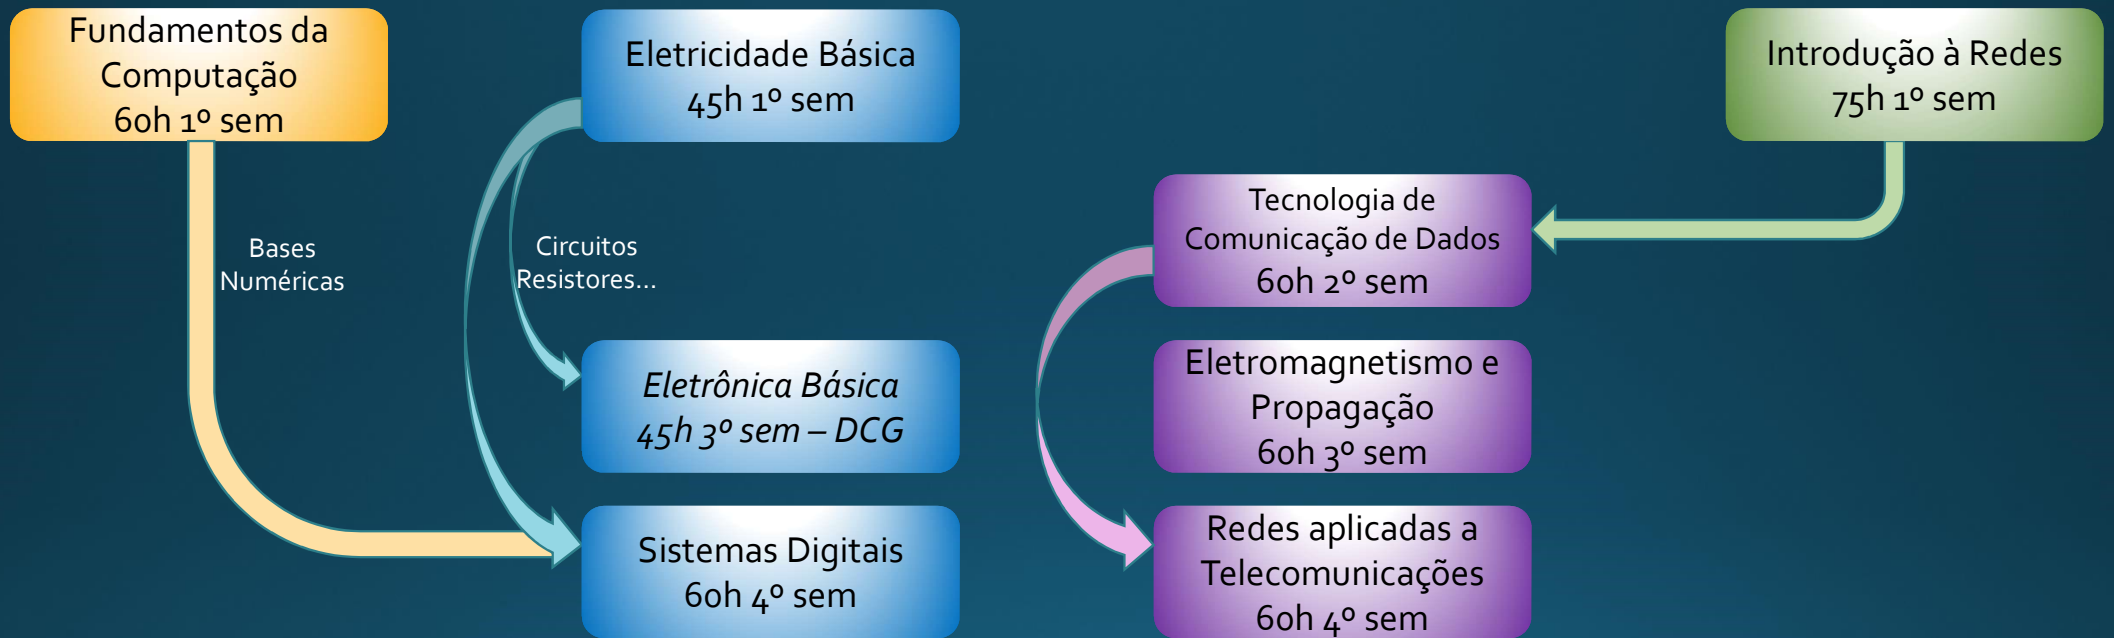 Fundamentos da
Computação
60h 1º sem
Eletricidade Básica
45h 1º sem
Introdução à Redes
75h 1º sem
Tecnologia de
Comunicação de Dados
60h 2º sem
Bases
Numéricas
Circuitos
Resistores...
Eletrônica Básica
45h 3º sem – DCG
Eletromagnetismo e
Propagação
60h 3º sem
Sistemas Digitais
60h 4º sem
Redes aplicadas a
Telecomunicações
60h 4º sem